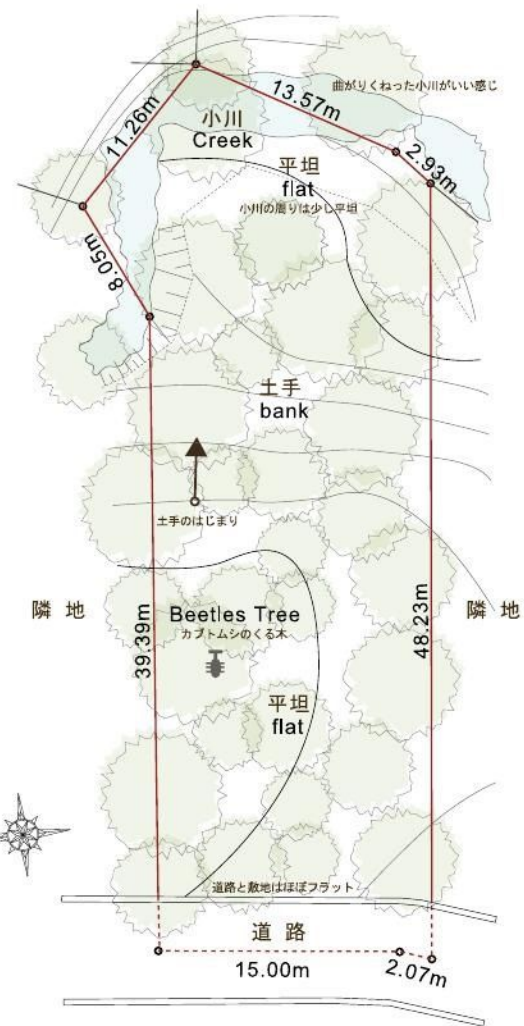 曲がりくねった小川がいい感じ
13.57m
11.26m
小川
Creek
2.93m
平坦
flat
小川の周りは少し平坦
8.05m
土手
bank
土手のはじまり
隣地
39.39m
Beetles Tree
カブトムシのくる木
48.23m
隣地
平坦
flat
道路と敷地はほぼフラット
道路
15.00m
2.07m